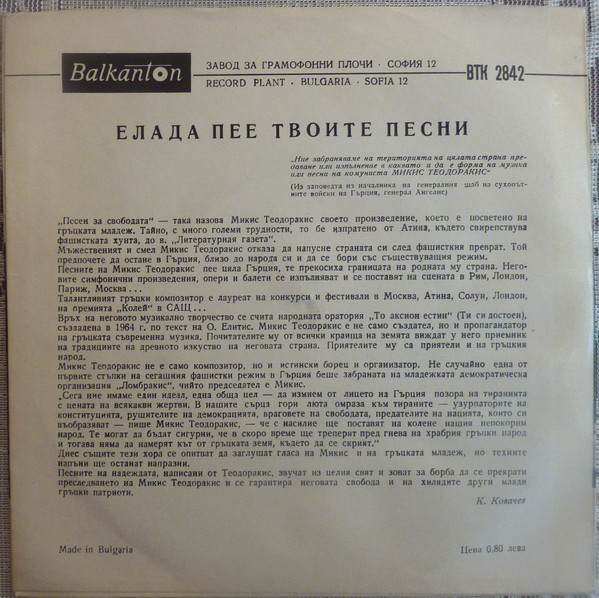 Balkanton
ЗАВОД ЗА ГРАМОФОННИ ПЛОЧИ · СОФИЯ 12
RECORD PLANT · BULGARIA · SOFIA 12
ВТК 2842
ЕЛАДА ПЕЕ ТВОИТЕ ПЕСНИ
„Ние забраняваме на територията на цялата страна пре-
даване или изпълнение в каквато и да е форма на музика
или песни на комуниста МИКИС ТЕОДОРАКИС“
(Из заповедта из началника на генералния щаб на сухопът-
ните войски на Гърция, генерал Ангелис)
„Песен за свободата“ — така назова Микис Теодоракис своето произведение, което е посветено на
гръцката младеж. Тайно, с много големи трудности, то бе изпратено от Атина, където свирепствува
фашистката хунта, до в. „Литературная газета“.
Мъжественият и смел Микис Теодоракис отказа да напусне страната си след фашисткия преврат. Той
предпочете да остане в Гърция, близо до народа си и да се бори със съществуващия режим.
Песните на Микис Теодоракис пее цяла Гърция, те прекосиха границата на родната му страна. Него-
вите симфонични произведения, опери и балети се изпълняват и се поставят на сцената в Рим, Лондон,
Париж, Москва . . .
Талантливият гръцки композитор е лауреат на конкурси и фестивали в Москва, Атина, Солун, Лондон,
на премията „Колей“ в САЩ . . .
Връх на неговото музикално творчество се счита народната оратория „То аксион естин“ (Ти си достоен),
създадена в 1964 г. по текст на О. Елитис. Микис Теодоракис е не само създател, но и пропагандатор
на гръцката съвременна музика. Почитателите му от всички краища на земята виждат у него приемник
на традициите на древното изкуство на неговата страна. Приятелите му са приятели и на гръцкия
народ.
Микис Теодоракис не е само композитор, но и истински борец и организатор. Не случайно една от
първите стъпки на сегашния фашистки режим в Гърция беше забраната на младежката демократическа
организация „Ломбракис“, чийто председател е Микис.
„Сега ние имаме един идеал, една обща цел — да измием от лицето на Гърция позора на тиранията
с цената на всякакви жертви. В нашите сърца гори люта омраза към тираните — узурпаторите на
конституцията, рушителите на демокрацията, враговете на свободата, предателите на нацията, които си
въобразяват — пише Микис Теодоракис, — че с насилие ще поставят на колене нашия непокорим
народ. Те могат да бъдат сигурни, че в скоро време ще треперят пред гнева на храбрия гръцки народ
и тогава няма да намерят кът от гръцката земя, където да се скрият.“
Днес същите тези хора се опитват да заглушат гласа на Микис и на гръцката младеж, но техните
напъни ще останат напразни.
Песните на надеждата, написани от Теодоракис, звучат из целия свят и зоват за борба да се прекрати
преследването на Микис Теодоракис и се гарантира неговата свобода и на хилядите други млади
гръцки патриоти.
К. Ковачев
Made in Bulgaria
Цена 0,80 лева